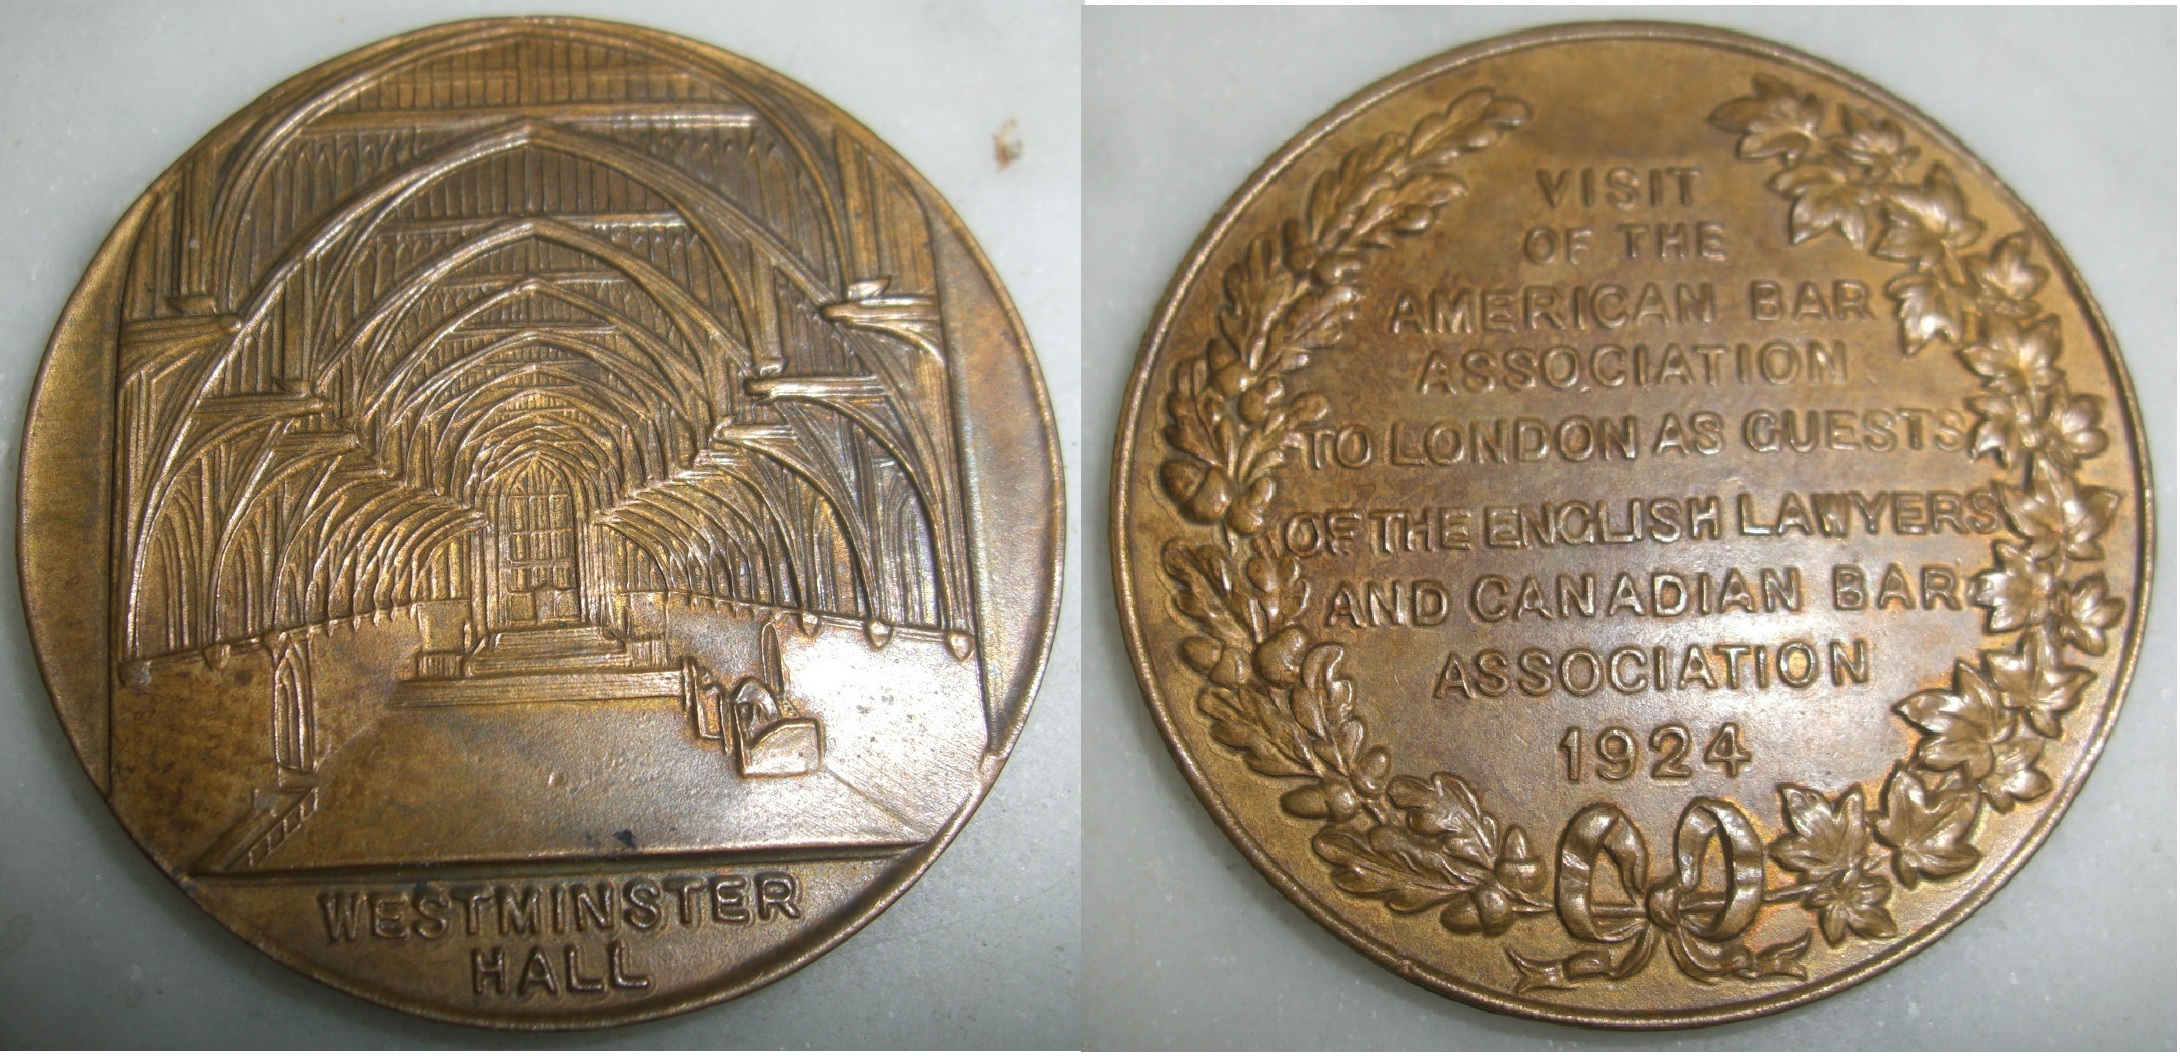 WESTMINSTER
HALL
VISIT
OF THE
AMERICAN BAR
ASSOCIATION
TO LONDON AS GUESTS
OF THE ENGLISH LAWYERS
AND CANADIAN BAR
ASSOCIATION
1924